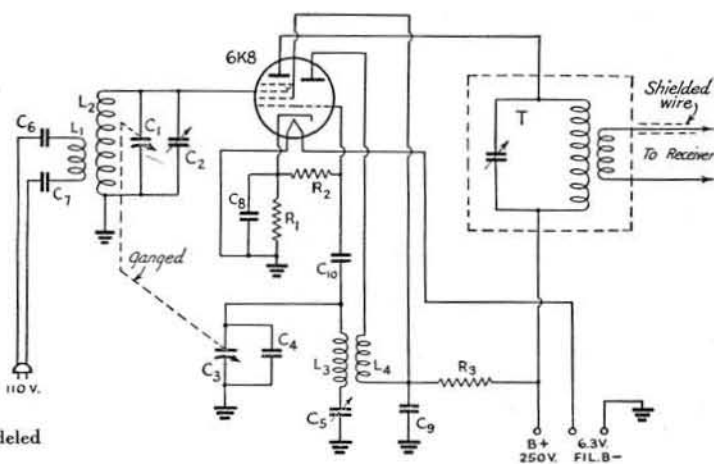 6K8
L1
L2
C1
C2
C6
C7
C8
R1
R2
C10
ganged
C3
C4
L3
L4
C5
C9
R3
T
Shielded
wire
To Receiver
110 V.
B+
250V.
6.3V.
FIL. B-
deled